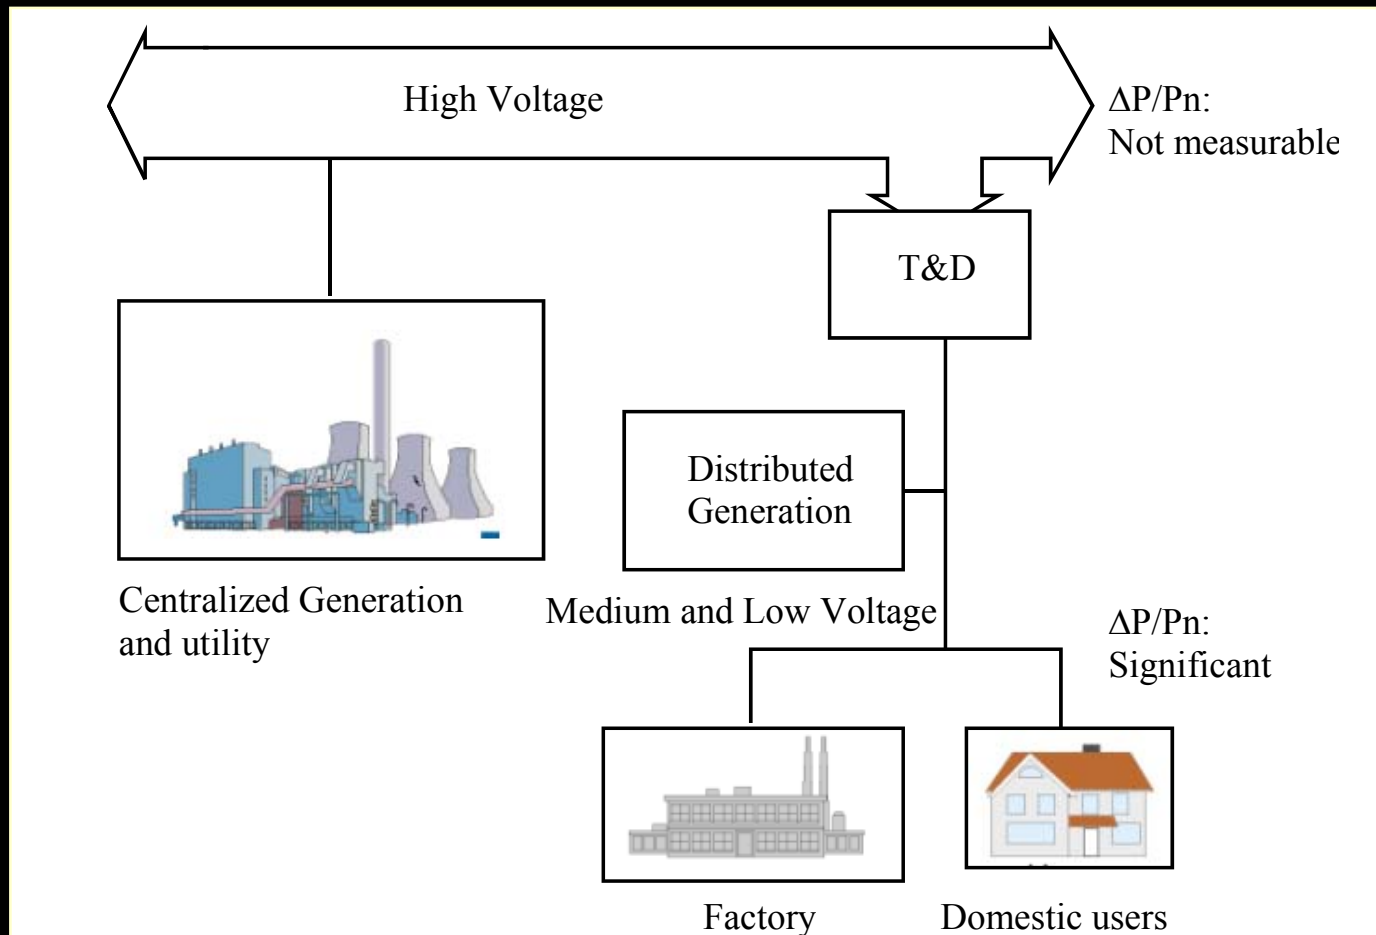 High Voltage
ΔP/Pn:
Not measurable
T&D
Distributed
Generation
Centralized Generation
and utility
Medium and Low Voltage
ΔP/Pn:
Significant
Factory
Domestic users